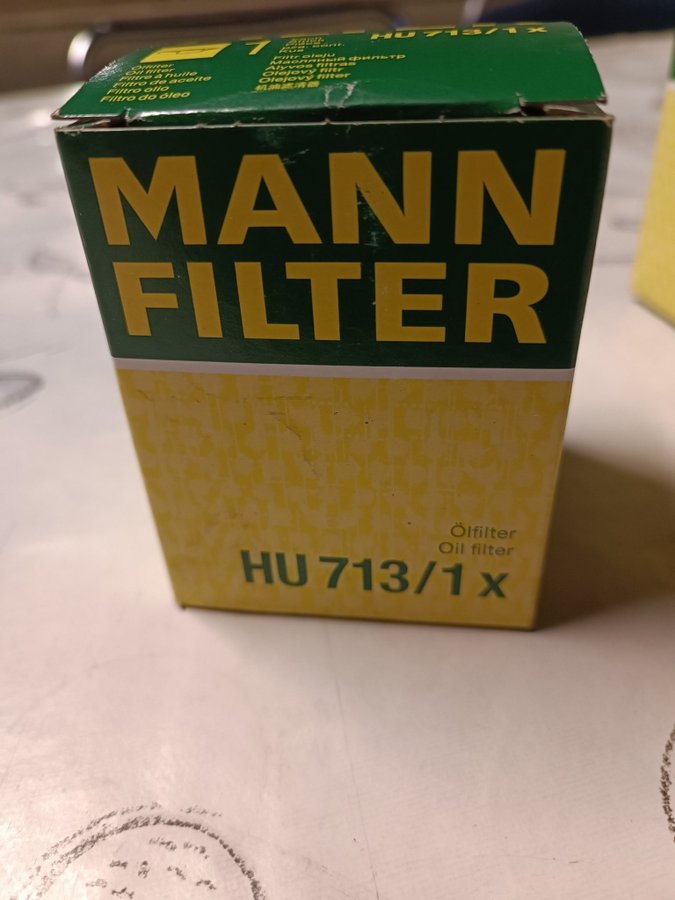 7
HU 713/1 x
Ölfilter
Oil filter
Filtre à huile
Filtro de aceite
Filtro olio
Filtro do óleo
Filtr oleju
Масляный фильтр
Alyvos filtras
Olejový filtr
Olejový filter
机油滤清器
MANN
FILTER
Ölfilter
Oil filter
HU 713/1 x